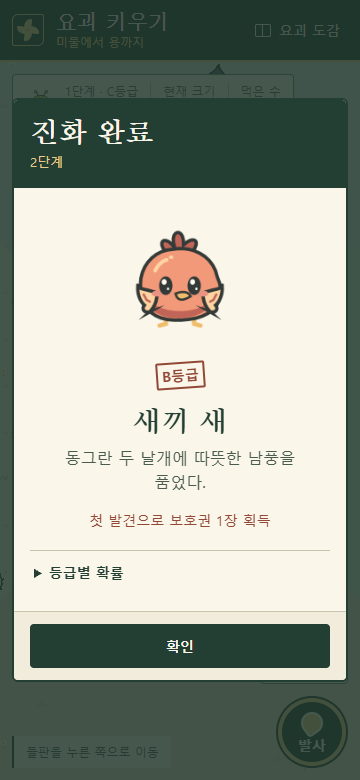 요괴 키우기
미물에서 용까지
요괴 도감
1단계 · C등급
현재 크기
먹은 수
진화 완료
2단계
B등급
새끼 새
동그란 두 날개에 따뜻한 남풍을
품었다.
첫 발견으로 보호권 1장 획득
▶ 등급별 확률
확인
발사
들판을 누른 쪽으로 이동